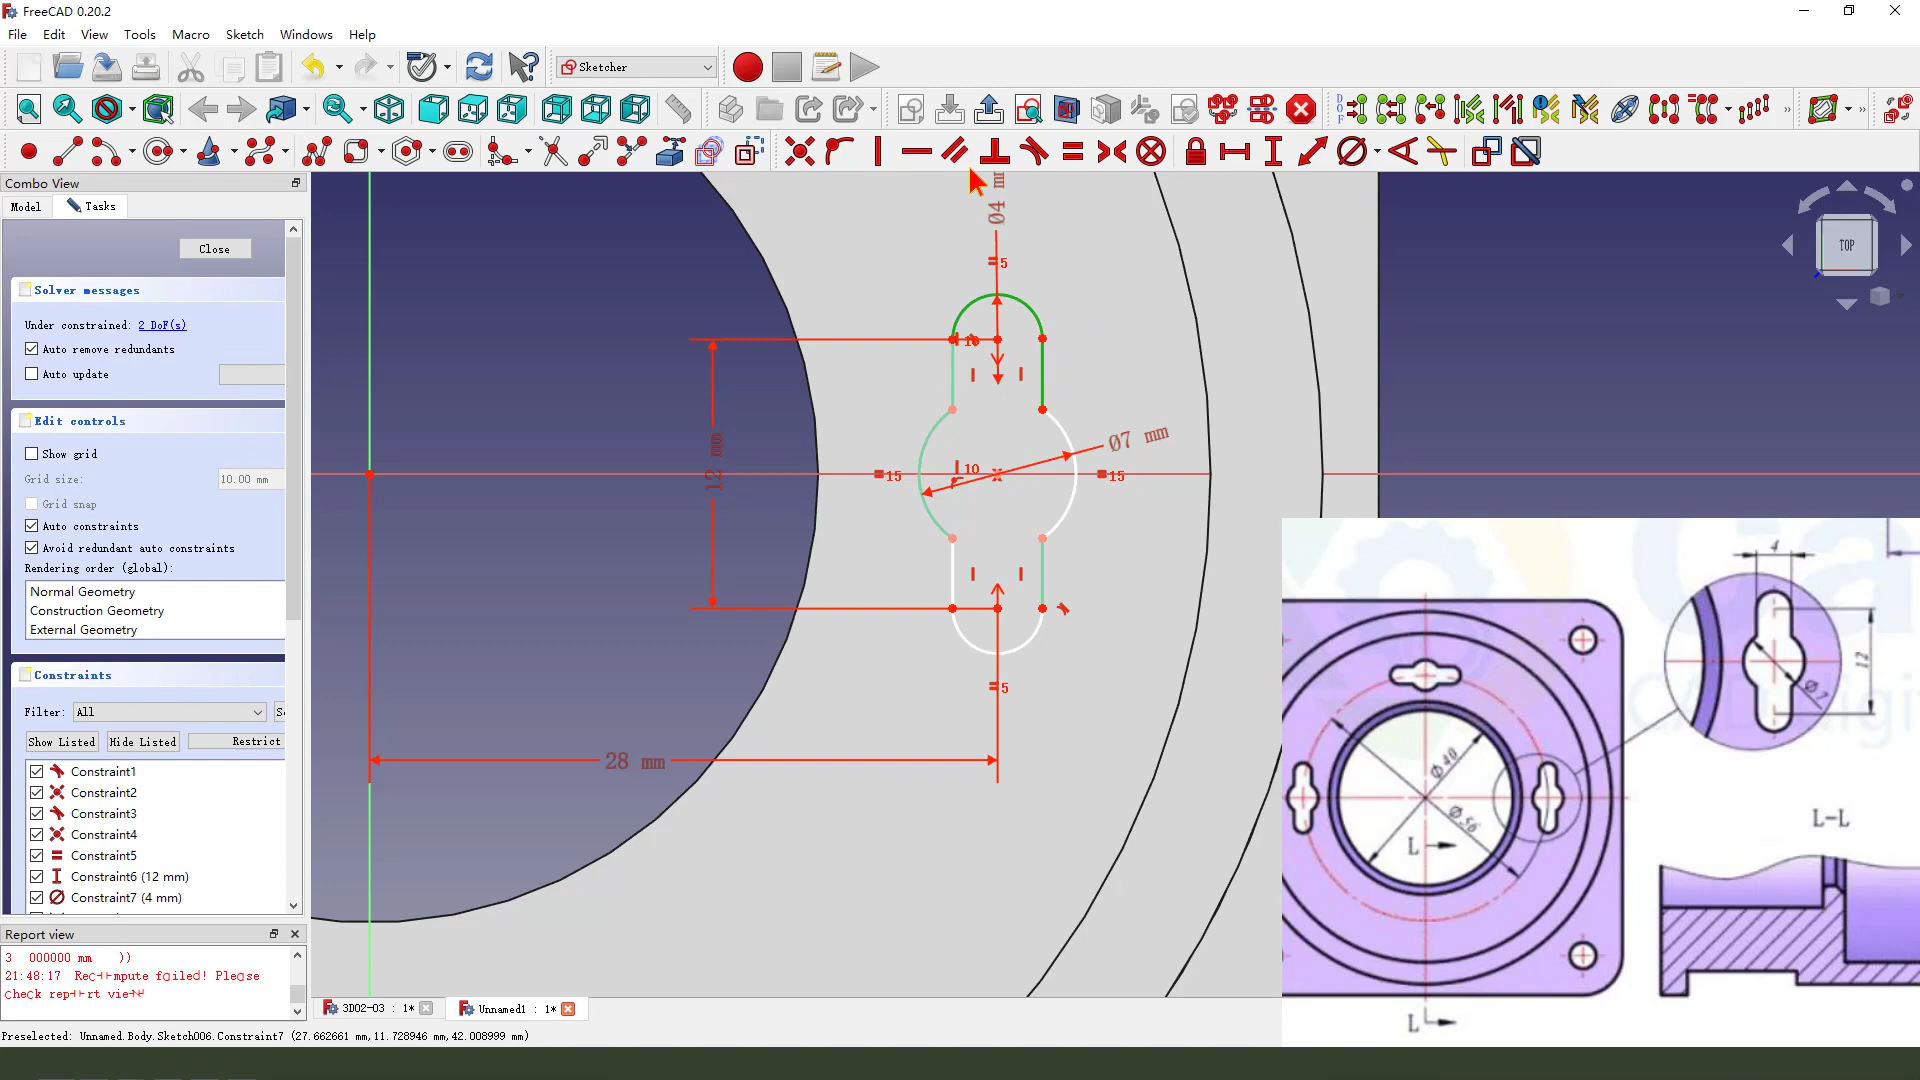 FreeCAD 0.20.2
File Edit View Tools Macro Sketch Windows Help
Sketcher
Combo View
Model Tasks
Close
Solver messages
Under constrained: 2 DoF(s)
Auto remove redundants
Auto update
Edit controls
Show grid
Grid size: 10.00 mm
Grid snap
Auto constraints
Avoid redundant auto constraints
Rendering order (global):
Normal Geometry
Construction Geometry
External Geometry
Constraints
Filter: All
Show Listed Hide Listed Restrict
Constraint1
Constraint2
Constraint3
Constraint4
Constraint5
Constraint6 (12 mm)
Constraint7 (4 mm)
Report view
3 000000 mm ))
21:48:17
check
TOP
Ø4 m
5
10
Ø7 mm
12 mm
15
10
15
5
28 mm
4
12
Ø7
Ø40
Ø56
L
L-L
L
3D02-03 : 1*
Unnamed1 : 1*
Preselected: Unnamed.Body.Sketch006.Constraint7 (27.662661 mm,11.728946 mm,42.008999 mm)